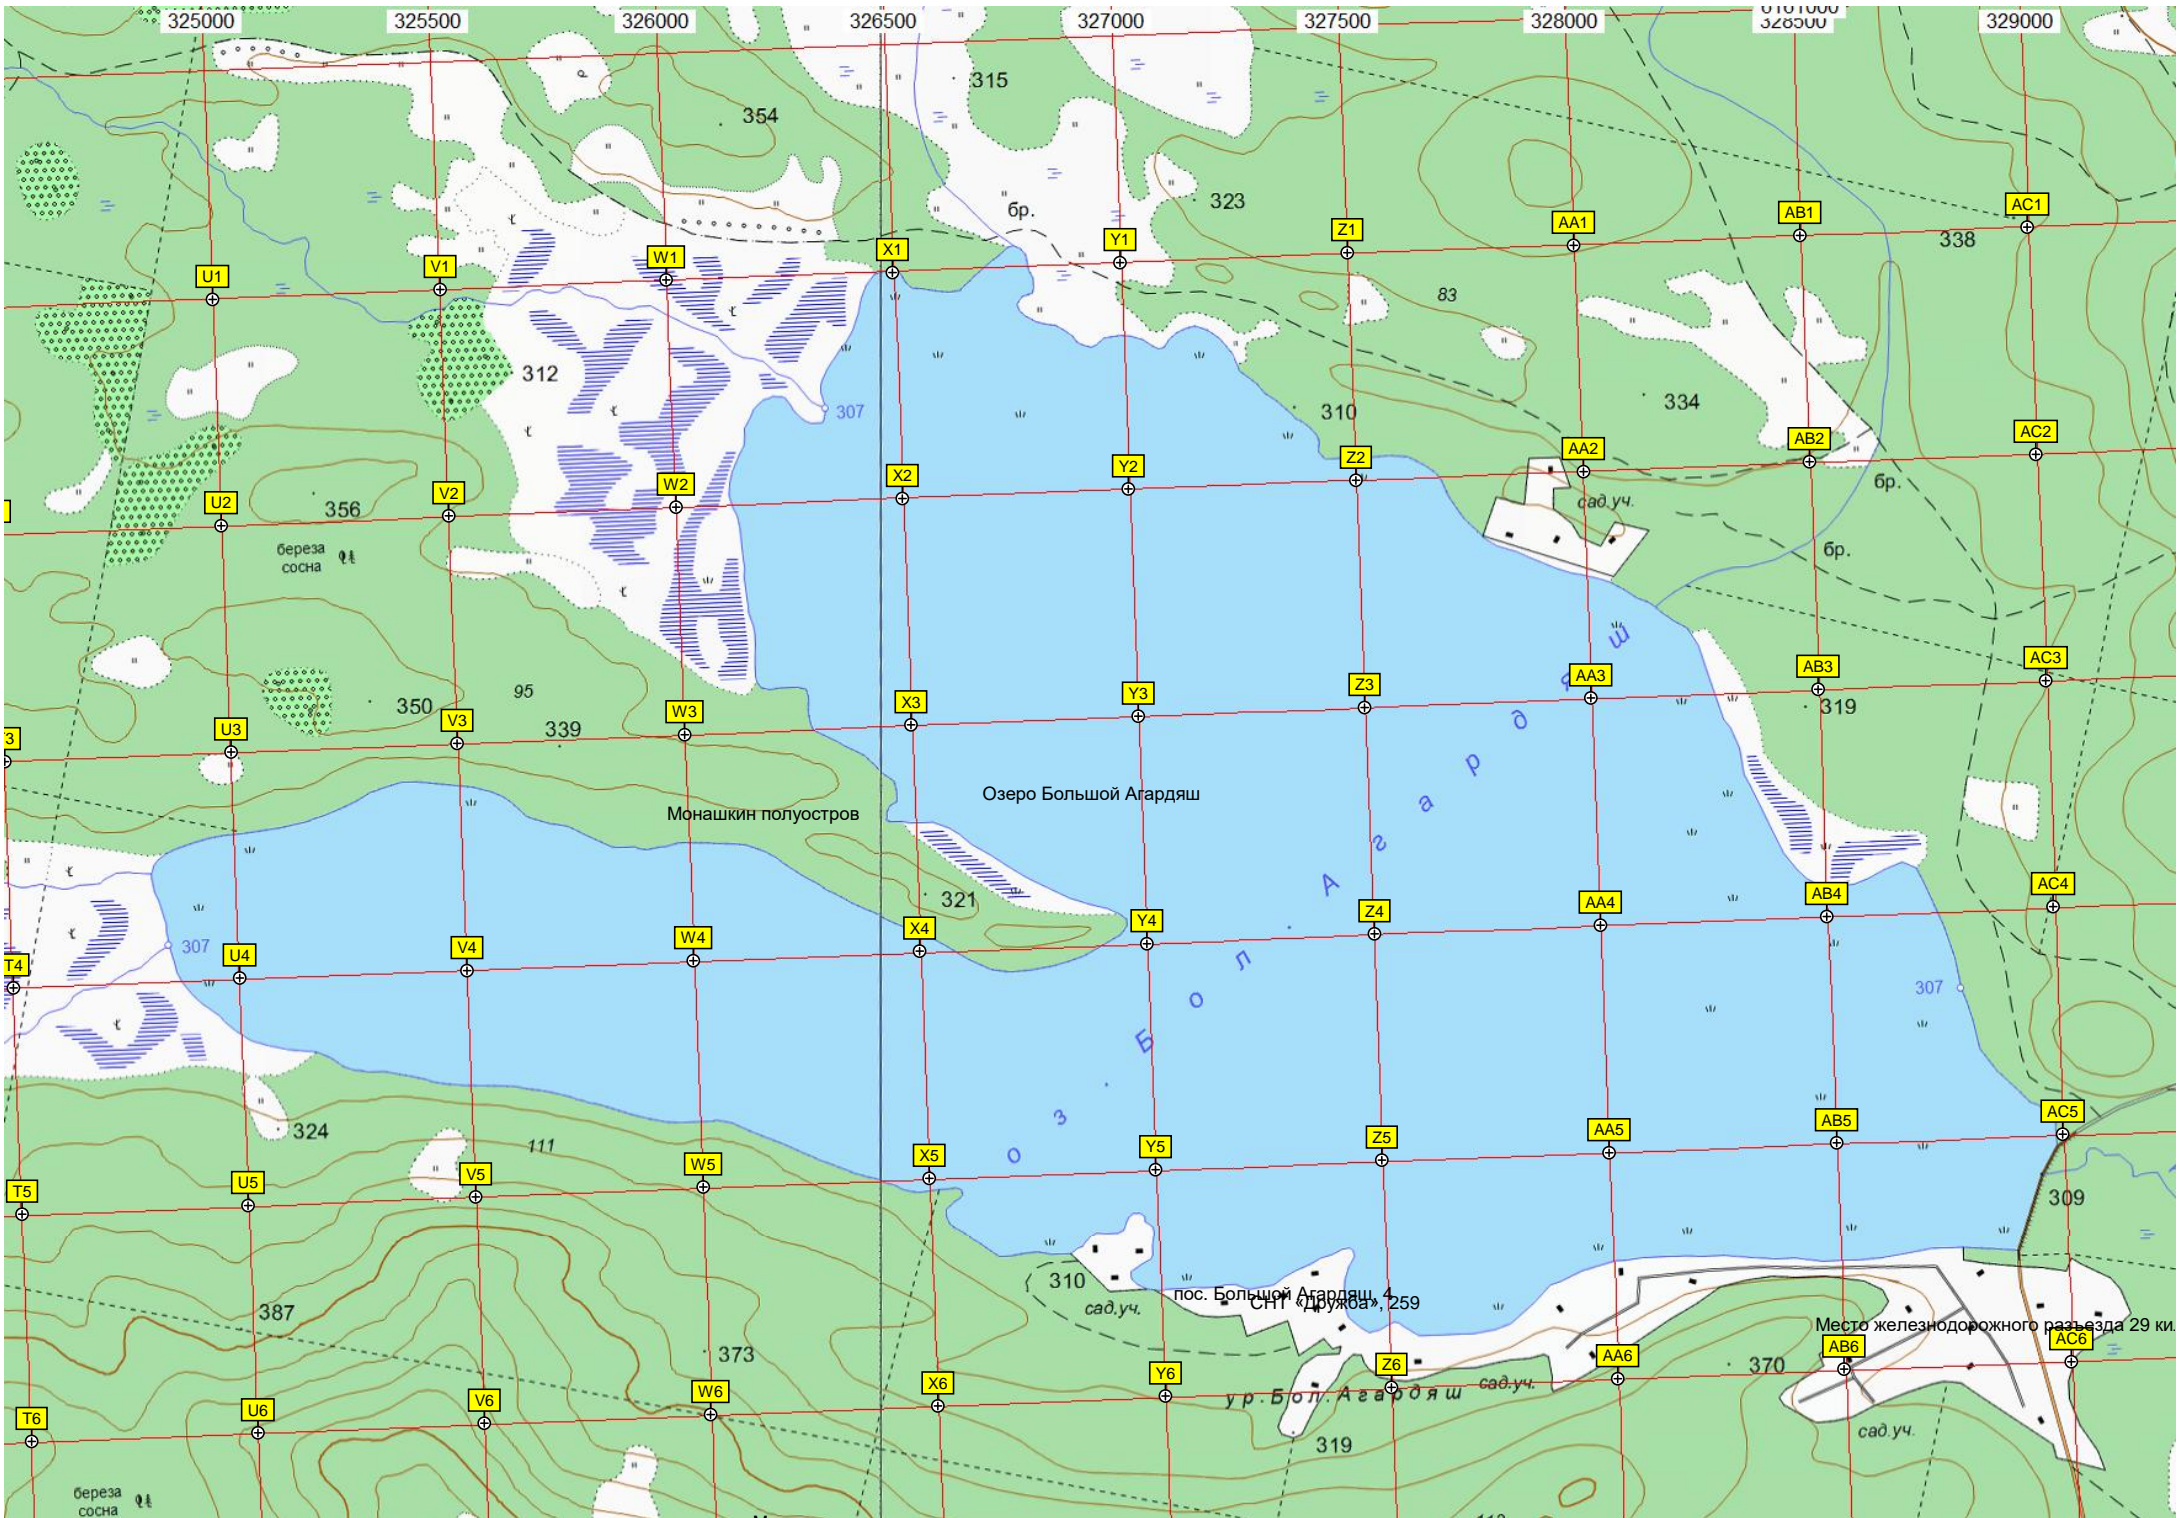 6161000
325000 325500 326000 326500 327000 327500 328000 328500 329000
315
354
323
бр.
AC1
AB1
AA1
Z1
Y1
X1
W1
V1
U1
338
83
312
307
310
334
AC2
AB2
AA2
Z2
Y2
X2
W2
V2
U2
бр.
сад.уч.
356
береза
сосна
бр.
AC3
AB3
AA3
Z3
Y3
X3
W3
V3
U3
95
350
339
319
Озеро Большой Агардяш
Монашкин полуостров
оз. Бол. Агардяш
321
AC4
AB4
AA4
Z4
Y4
X4
W4
V4
U4
T4
307
307
324
111
AC5
AB5
AA5
Z5
Y5
X5
W5
V5
U5
T5
309
310
сад.уч.
пос. Большой Агардяш, 4
СНТ «Дружба», 259
387
373
370
Место железнодорожного разъезда 29 ки
AC6
AB6
AA6
Z6
Y6
X6
W6
V6
U6
T6
ур. Бол. Агардяш
сад.уч.
сад.уч.
319
береза
сосна